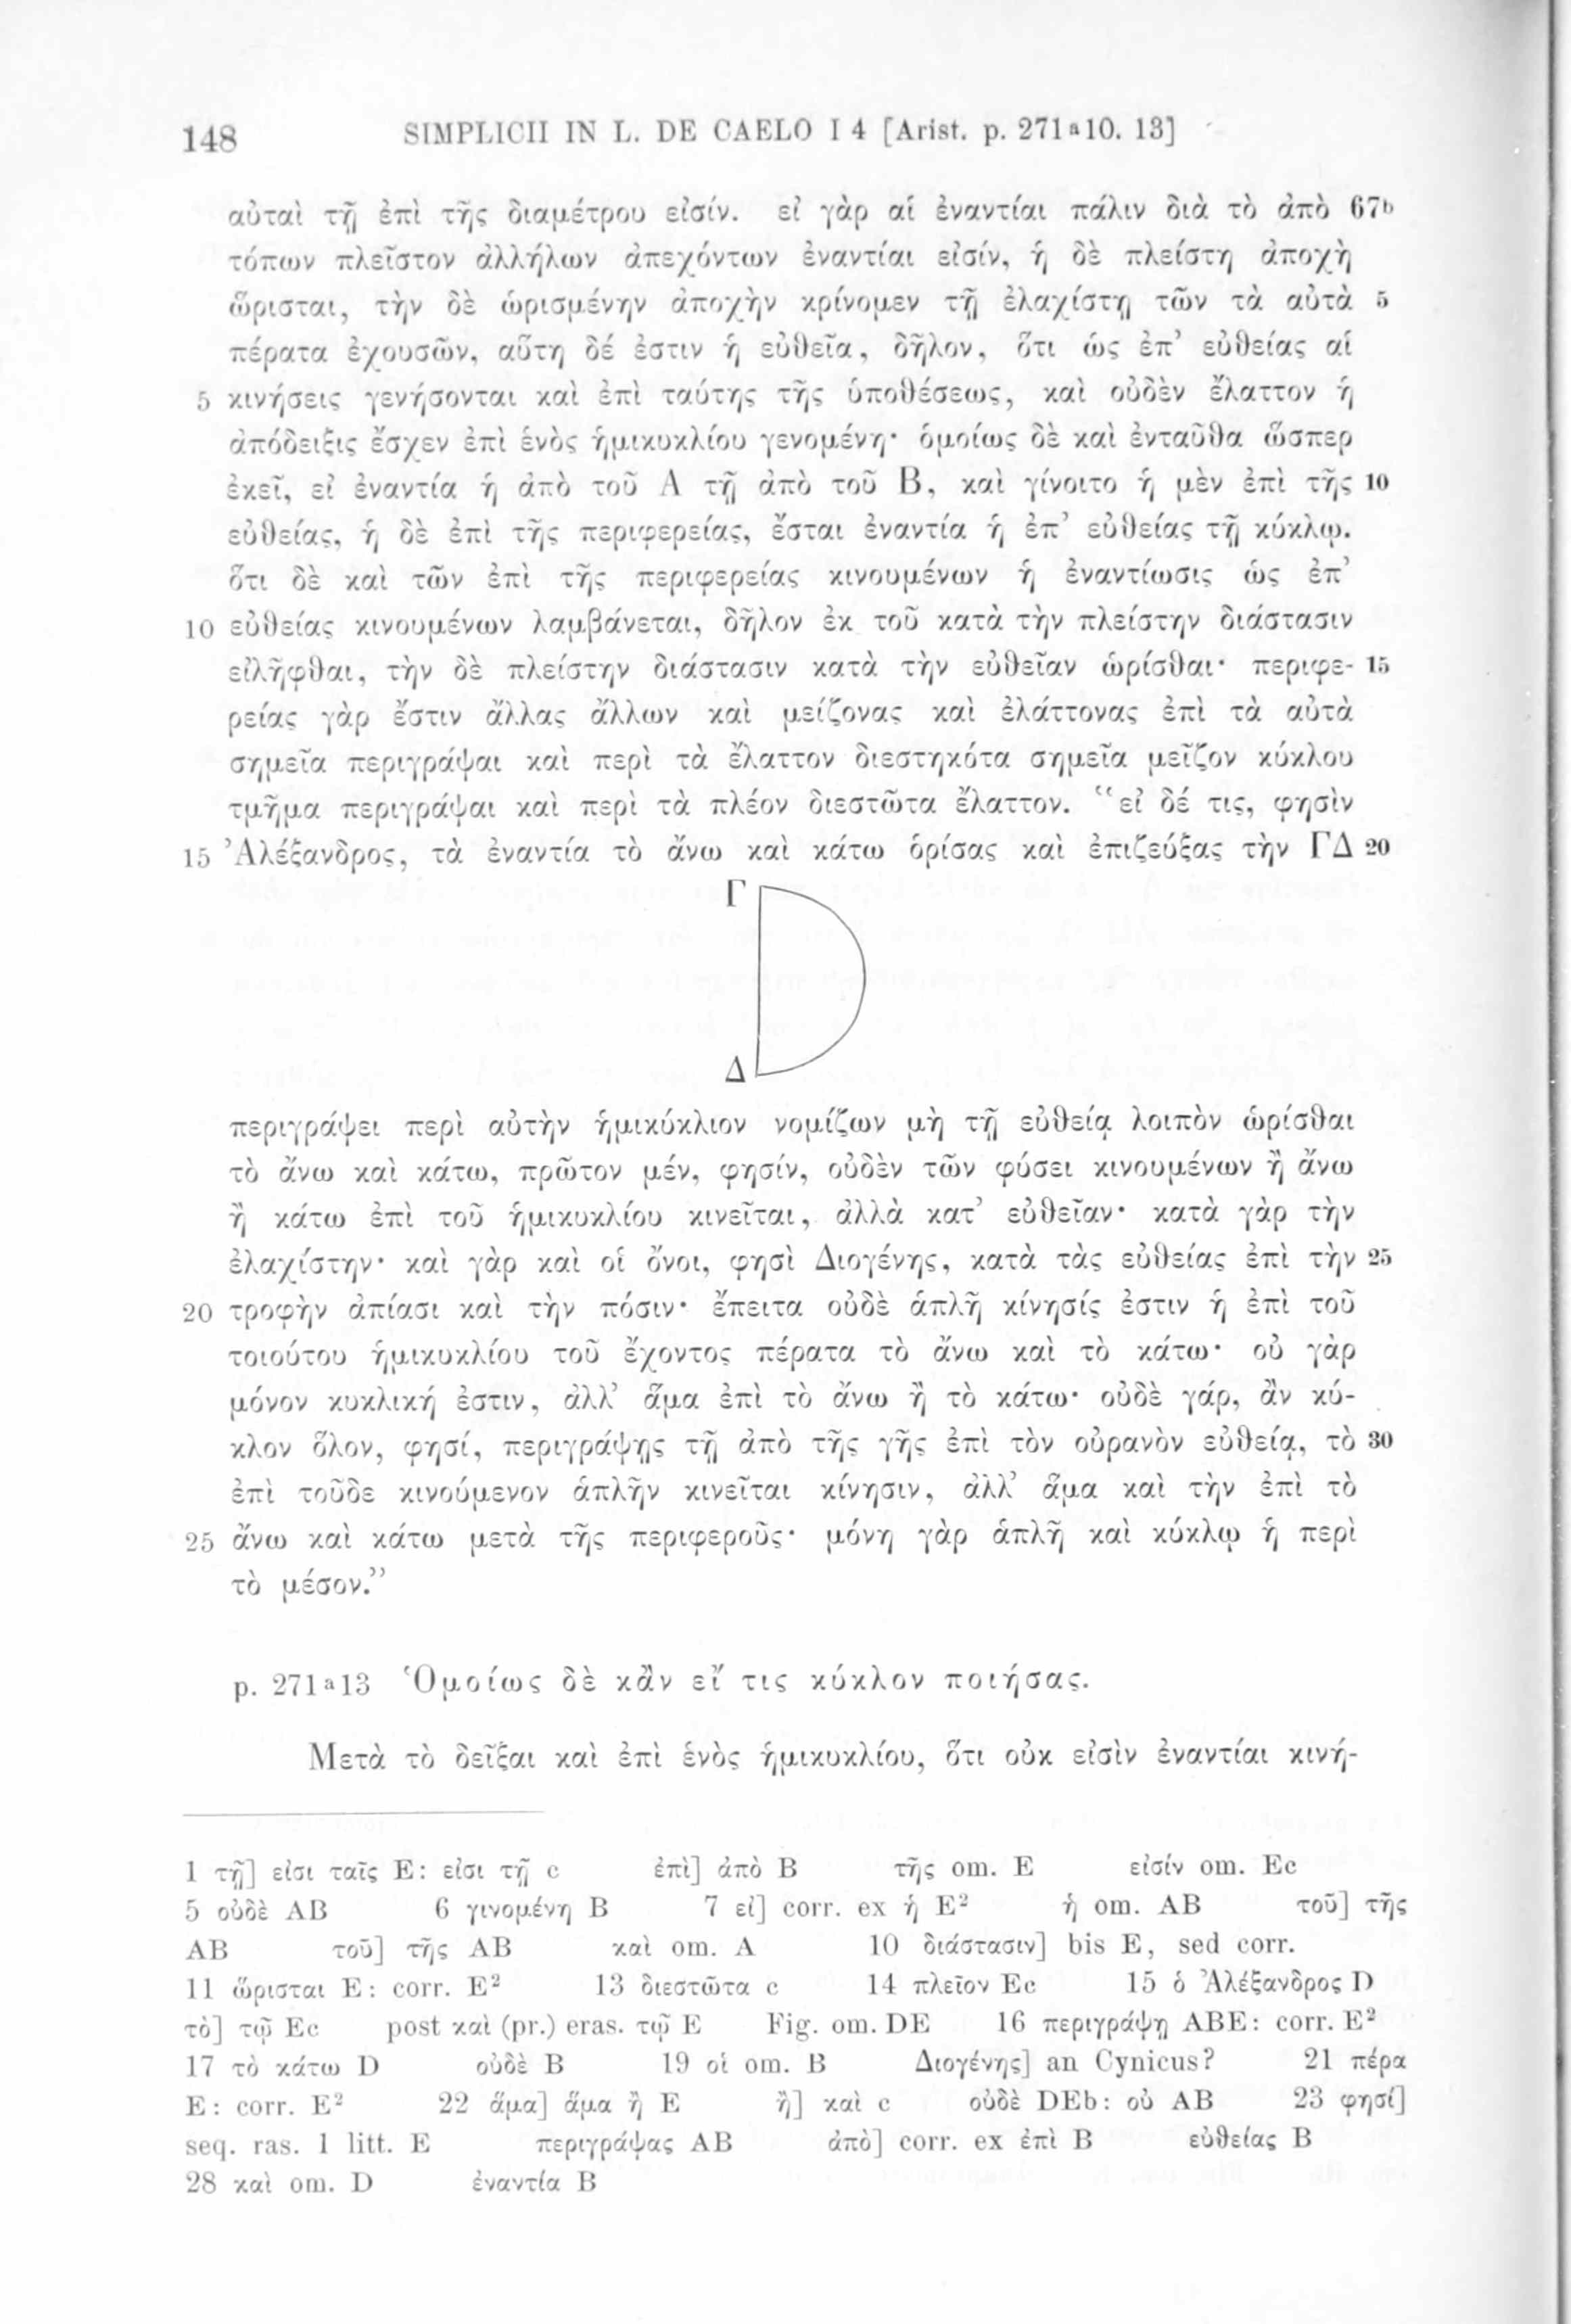 148 SIMPLICII IN L. DE CAELO I 4 [Arist. p. 271ᵃ10. 13]
αὐταὶ τῇ ἐπὶ τῆς διαμέτρου εἰσίν. εἰ γὰρ αἱ ἐναντίαι πάλιν διὰ τὸ ἀπὸ 67ᵇ
τόπων πλεῖστον ἀλλήλων ἀπεχόντων ἐναντίαι εἰσίν, ἡ δὲ πλείστη ἀποχὴ
ὥρισται, τὴν δὲ ὡρισμένην ἀποχὴν κρίνομεν τῇ ἐλαχίστῃ τῶν τὰ αὐτὰ 5
πέρατα ἐχουσῶν, αὕτη δέ ἐστιν ἡ εὐθεῖα, δῆλον, ὅτι ὡς ἐπ’ εὐθείας αἱ
5 κινήσεις γενήσονται καὶ ἐπὶ ταύτης τῆς ὑποθέσεως, καὶ οὐδὲν ἔλαττον ἡ
ἀπόδειξις ἔσχεν ἐπὶ ἑνὸς ἡμικυκλίου γενομένη· ὁμοίως δὲ καὶ ἐνταῦθα ὥσπερ
ἐκεῖ, εἰ ἐναντία ἡ ἀπὸ τοῦ Α τῇ ἀπὸ τοῦ Β, καὶ γίνοιτο ἡ μὲν ἐπὶ τῆς 10
εὐθείας, ἡ δὲ ἐπὶ τῆς περιφερείας, ἔσται ἐναντία ἡ ἐπ’ εὐθείας τῇ κύκλῳ.
ὅτι δὲ καὶ τῶν ἐπὶ τῆς περιφερείας κινουμένων ἡ ἐναντίωσις ὡς ἐπ’
10 εὐθείας κινουμένων λαμβάνεται, δῆλον ἐκ τοῦ κατὰ τὴν πλείστην διάστασιν
εἰλῆφθαι, τὴν δὲ πλείστην διάστασιν κατὰ τὴν εὐθεῖαν ὡρίσθαι· περιφε- 15
ρείας γὰρ ἔστιν ἄλλας ἄλλων καὶ μείζονας καὶ ἐλάττονας ἐπὶ τὰ αὐτὰ
σημεῖα περιγράψαι καὶ περὶ τὰ ἔλαττον διεστηκότα σημεῖα μεῖζον κύκλου
τμῆμα περιγράψαι καὶ περὶ τὰ πλέον διεστῶτα ἔλαττον. “εἰ δέ τις, φησὶν
15 Ἀλέξανδρος, τὰ ἐναντία τὸ ἄνω καὶ κάτω ὁρίσας καὶ ἐπιζεύξας τὴν ΓΔ 20
Γ
Δ
περιγράψει περὶ αὐτὴν ἡμικύκλιον νομίζων μὴ τῇ εὐθείᾳ λοιπὸν ὡρίσθαι
τὸ ἄνω καὶ κάτω, πρῶτον μέν, φησίν, οὐδὲν τῶν φύσει κινουμένων ἢ ἄνω
ἢ κάτω ἐπὶ τοῦ ἡμικυκλίου κινεῖται, ἀλλὰ κατ’ εὐθεῖαν· κατὰ γὰρ τὴν
ἐλαχίστην· καὶ γὰρ καὶ οἱ ὄνοι, φησὶ Διογένης, κατὰ τὰς εὐθείας ἐπὶ τὴν 25
20 τροφὴν ἀπίασι καὶ τὴν πόσιν· ἔπειτα οὐδὲ ἁπλῆ κίνησίς ἐστιν ἡ ἐπὶ τοῦ
τοιούτου ἡμικυκλίου τοῦ ἔχοντος πέρατα τὸ ἄνω καὶ τὸ κάτω· οὐ γὰρ
μόνον κυκλική ἐστιν, ἀλλ’ ἅμα ἐπὶ τὸ ἄνω ἢ τὸ κάτω· οὐδὲ γάρ, ἂν κύ-
κλον ὅλον, φησί, περιγράψῃς τῇ ἀπὸ τῆς γῆς ἐπὶ τὸν οὐρανὸν εὐθείᾳ, τὸ 30
ἐπὶ τοῦδε κινούμενον ἁπλῆν κινεῖται κίνησιν, ἀλλ’ ἅμα καὶ τὴν ἐπὶ τὸ
25 ἄνω καὶ κάτω μετὰ τῆς περιφεροῦς· μόνη γὰρ ἁπλῆ καὶ κύκλῳ ἡ περὶ
τὸ μέσον.”
p. 271ᵃ13 Ὁμοίως δὲ κἂν εἴ τις κύκλον ποιήσας.
Μετὰ τὸ δεῖξαι καὶ ἐπὶ ἑνὸς ἡμικυκλίου, ὅτι οὐκ εἰσὶν ἐναντίαι κινή-
1 τῇ] εἰσι ταῖς E: εἰσι τῇ c ἐπὶ] ἀπὸ B τῆς om. E εἰσίν om. Ec
5 οὐδὲ AB 6 γινομένη B 7 εἰ] corr. ex ἡ E² ἡ om. AB τοῦ] τῆς
AB τοῦ] τῆς AB καὶ om. A 10 διάστασιν] bis E, sed corr.
11 ὥρισται E: corr. E² 13 διεστῶτα c 14 πλεῖον Ec 15 ὁ Ἀλέξανδρος D
τὸ] τῷ Ec post καὶ (pr.) eras. τῷ E Fig. om. DE 16 περιγράψῃ ABE: corr. E²
17 τὸ κάτω D οὐδὲ B 19 οἱ om. B Διογένης] an Cynicus? 21 πέρα
E: corr. E² 22 ἅμα] ἅμα ἢ E ἢ] καὶ c οὐδὲ DEb: οὐ AB 23 φησί]
seq. ras. 1 litt. E περιγράψας AB ἀπὸ] corr. ex ἐπὶ B εὐθείας B
28 καὶ om. D ἐναντία B